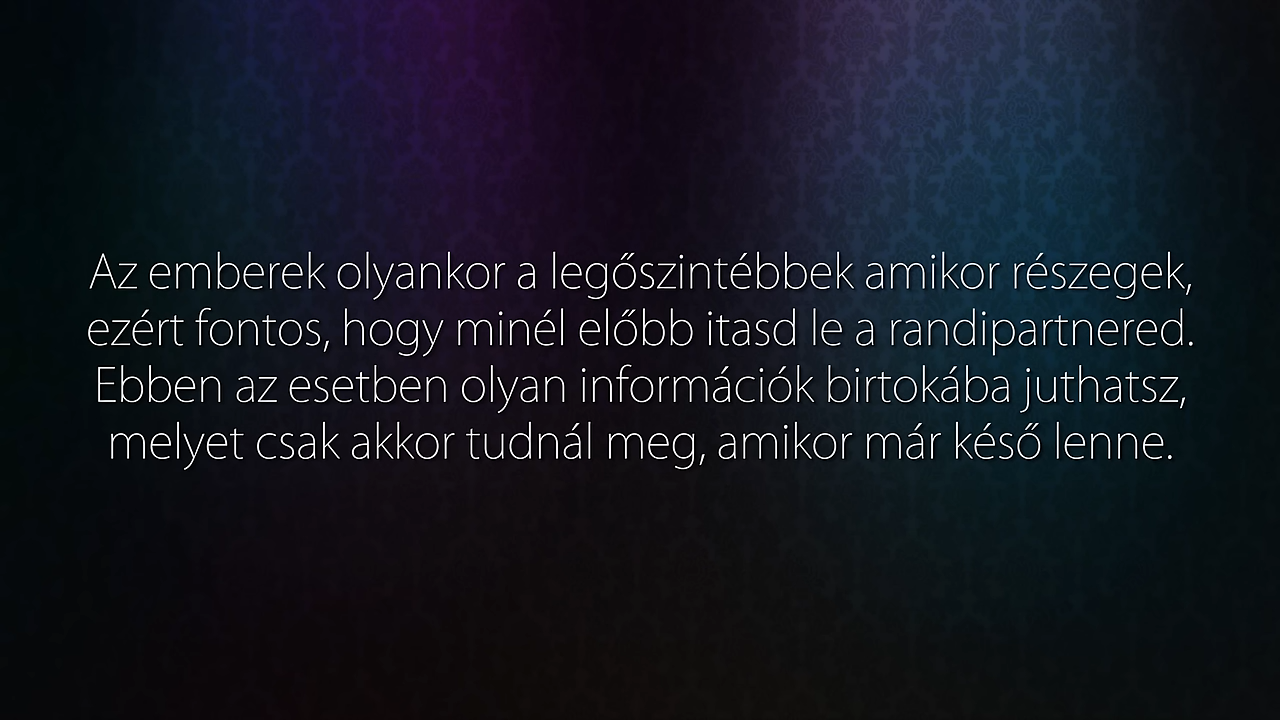 Az emberek olyankor a legőszintébbek amikor részegek,
ezért fontos, hogy minél előbb itasd le a randipartnered.
Ebben az esetben olyan információk birtokába juthatsz,
melyet csak akkor tudnál meg, amikor már késő lenne.